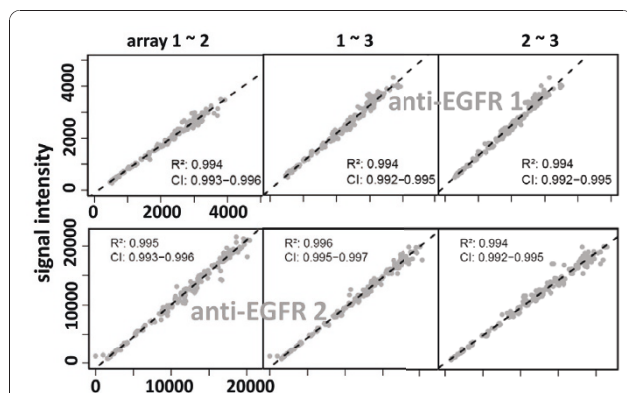 array 1 ~ 2
1 ~ 3
2 ~ 3
signal intensity
4000
2000
0
anti-EGFR 1
R²: 0.994
CI: 0.993–0.996
R²: 0.994
CI: 0.992–0.995
R²: 0.994
CI: 0.992–0.995
0
2000
4000
20000
10000
0
R²: 0.995
CI: 0.993–0.996
R²: 0.996
CI: 0.995–0.997
R²: 0.994
CI: 0.992–0.995
anti-EGFR 2
0
10000
20000